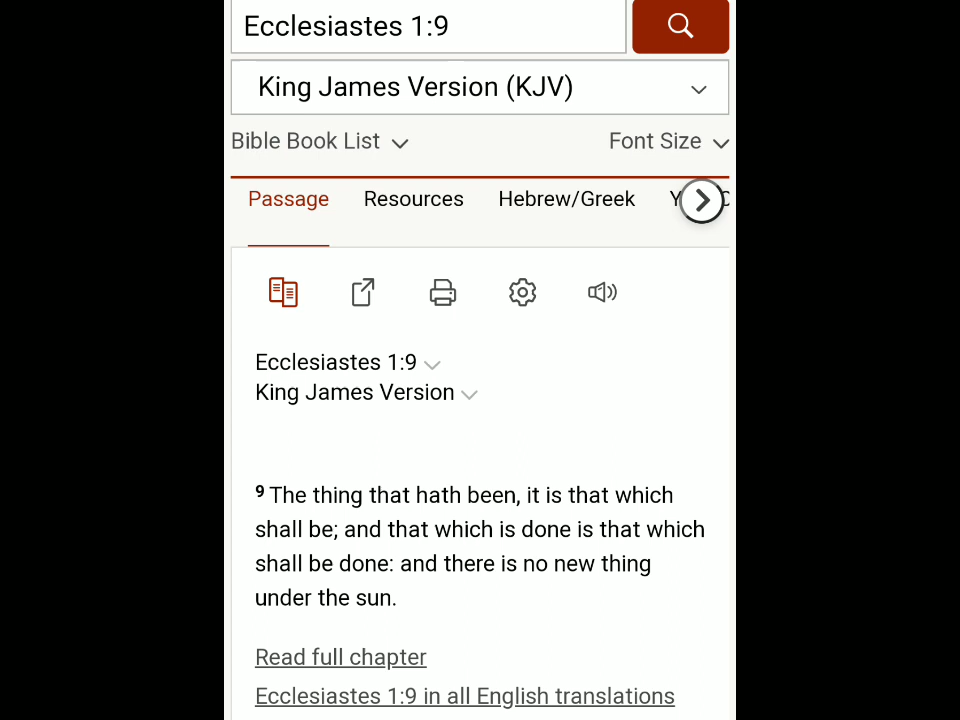 Ecclesiastes 1:9
King James Version (KJV)
Bible Book List Font Size
Passage Resources Hebrew/Greek
Ecclesiastes 1:9
King James Version
9 The thing that hath been, it is that which
shall be; and that which is done is that which
shall be done: and there is no new thing
under the sun.
Read full chapter
Ecclesiastes 1:9 in all English translations